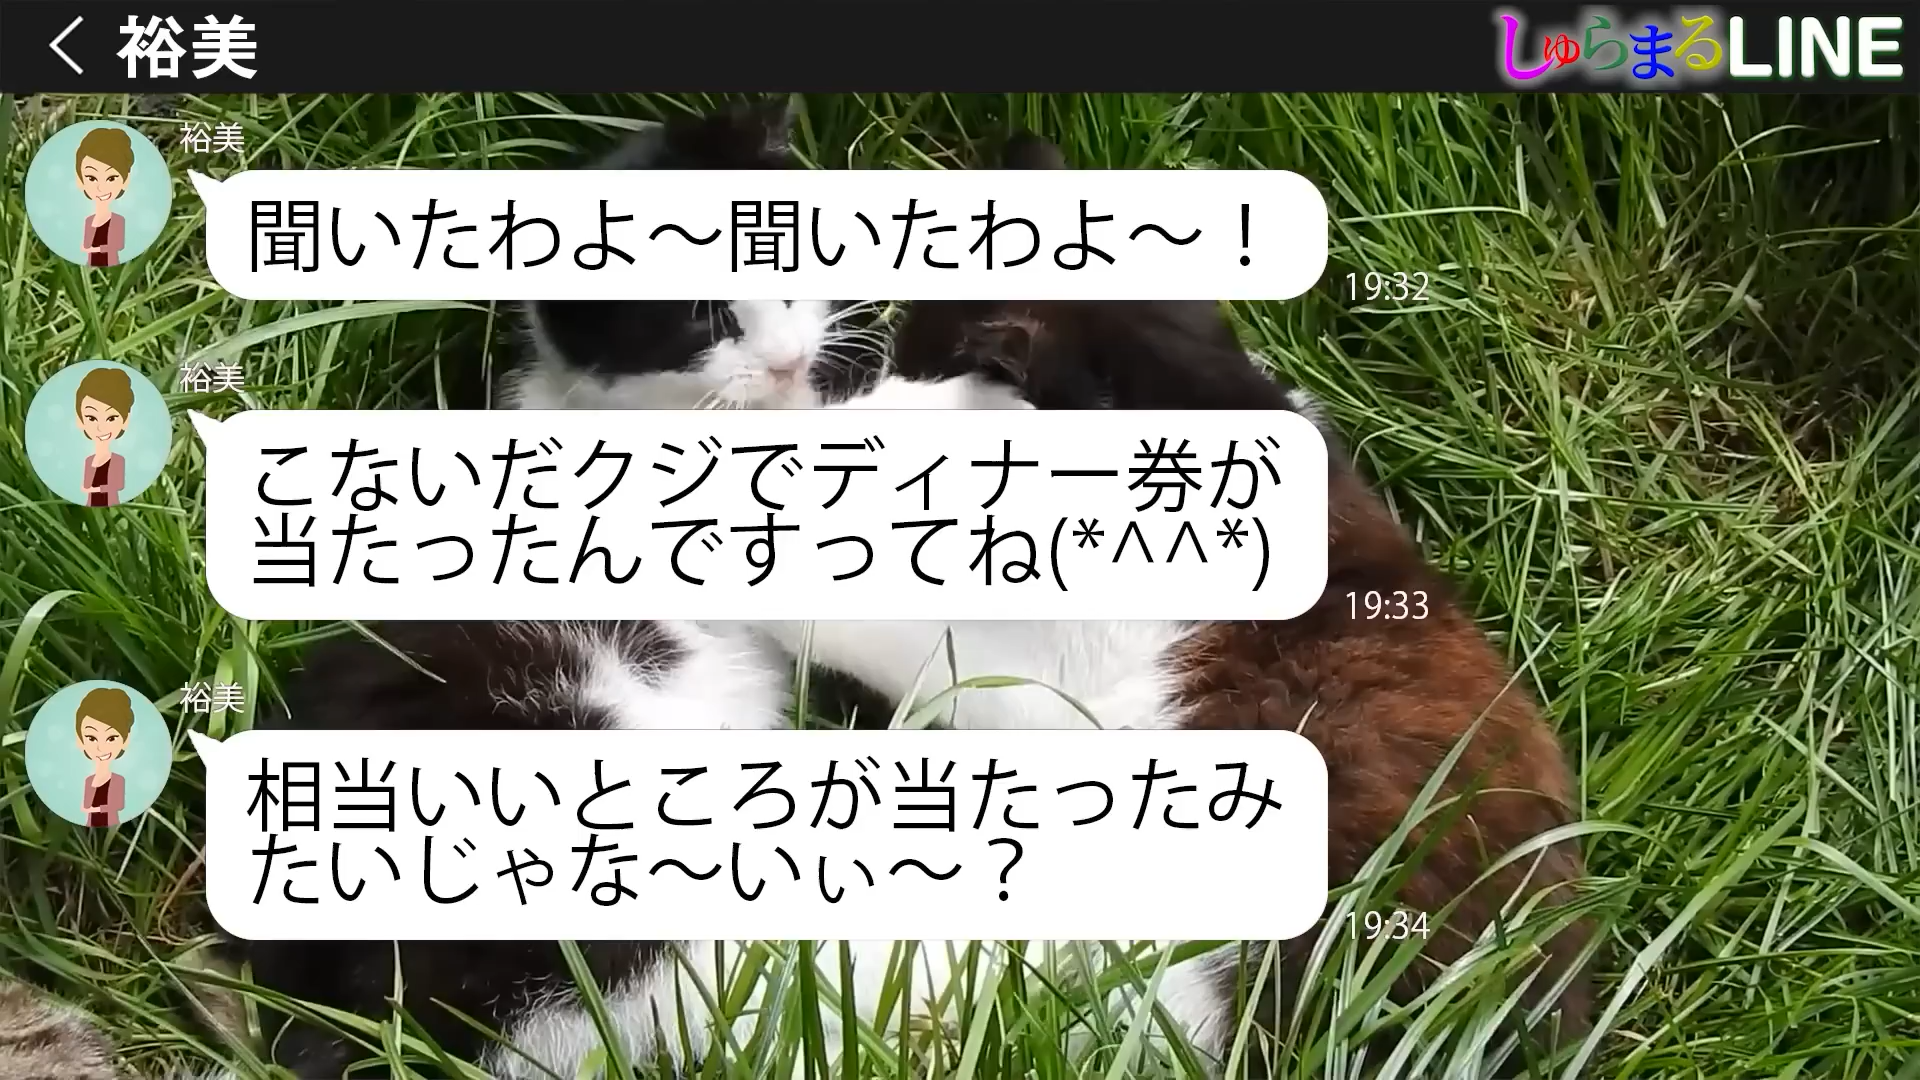 裕美
しゅらまるLINE
裕美
聞いたわよ～聞いたわよ～！
19:32
裕美
こないだクジでディナー券が
当たったんですってね(*^^*)
19:33
裕美
相当いいところが当たったみ
たいじゃな～いぃ～？
19:34